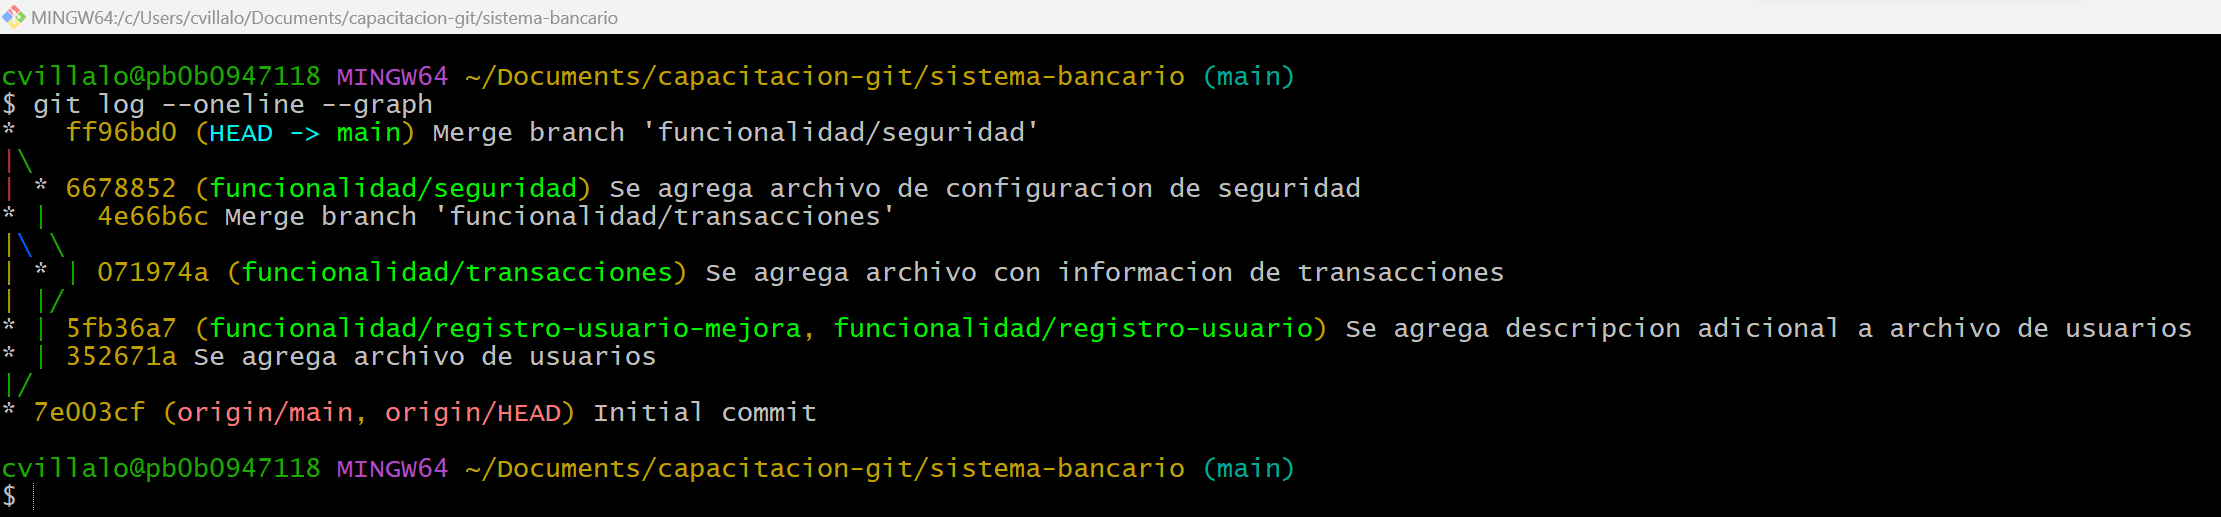 MINGW64:/c/Users/cvillalo/Documents/capacitacion-git/sistema-bancario
cvillalo@pb0b0947118 MINGW64 ~/Documents/capacitacion-git/sistema-bancario (main)
$ git log --oneline --graph
*   ff96bd0 (HEAD -> main) Merge branch 'funcionalidad/seguridad'
|\
| * 6678852 (funcionalidad/seguridad) Se agrega archivo de configuracion de seguridad
* |   4e66b6c Merge branch 'funcionalidad/transacciones'
|\ \
| * | 071974a (funcionalidad/transacciones) Se agrega archivo con informacion de transacciones
| |/
* | 5fb36a7 (funcionalidad/registro-usuario-mejora, funcionalidad/registro-usuario) Se agrega descripcion adicional a archivo de usuarios
* | 352671a Se agrega archivo de usuarios
|/
* 7e003cf (origin/main, origin/HEAD) Initial commit
cvillalo@pb0b0947118 MINGW64 ~/Documents/capacitacion-git/sistema-bancario (main)
$